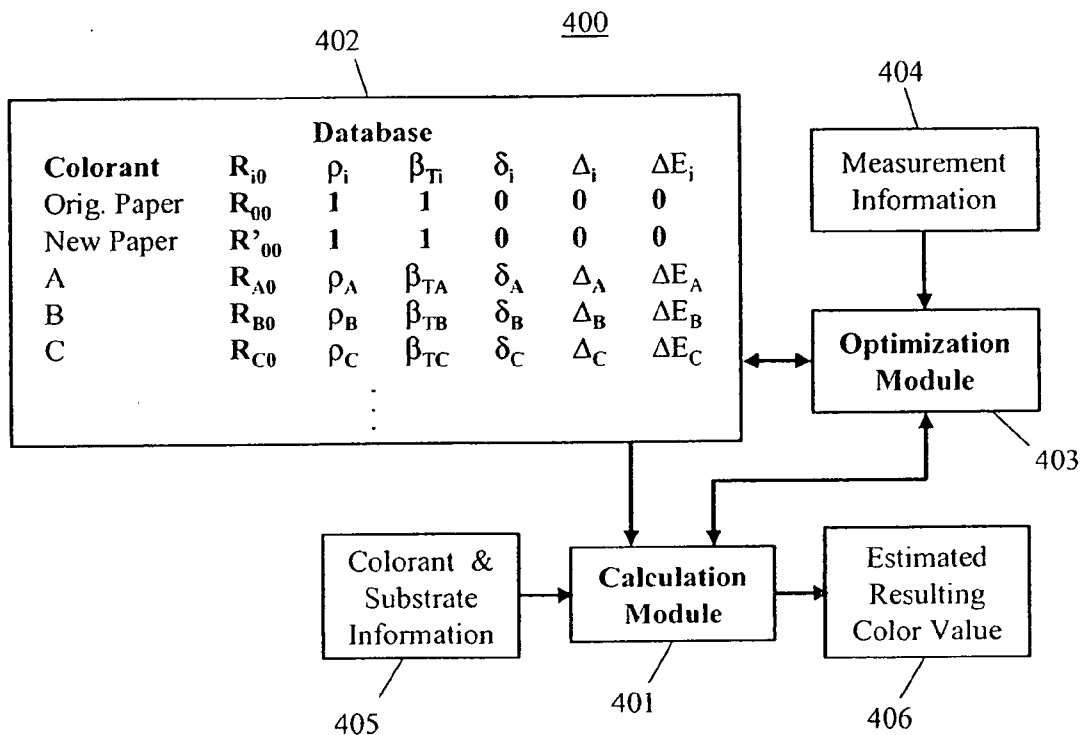 400
402
404
Database
Colorant R_i0 ρ_i β_Ti δ_i Δ_i ΔE_i
Orig. Paper R_00 1 1 0 0 0
New Paper R'_00 1 1 0 0 0
A R_A0 ρ_A β_TA δ_A Δ_A ΔE_A
B R_B0 ρ_B β_TB δ_B Δ_B ΔE_B
C R_C0 ρ_C β_TC δ_C Δ_C ΔE_C
Measurement
Information
Optimization
Module
403
Colorant &
Substrate
Information
Calculation
Module
Estimated
Resulting
Color Value
405
401
406